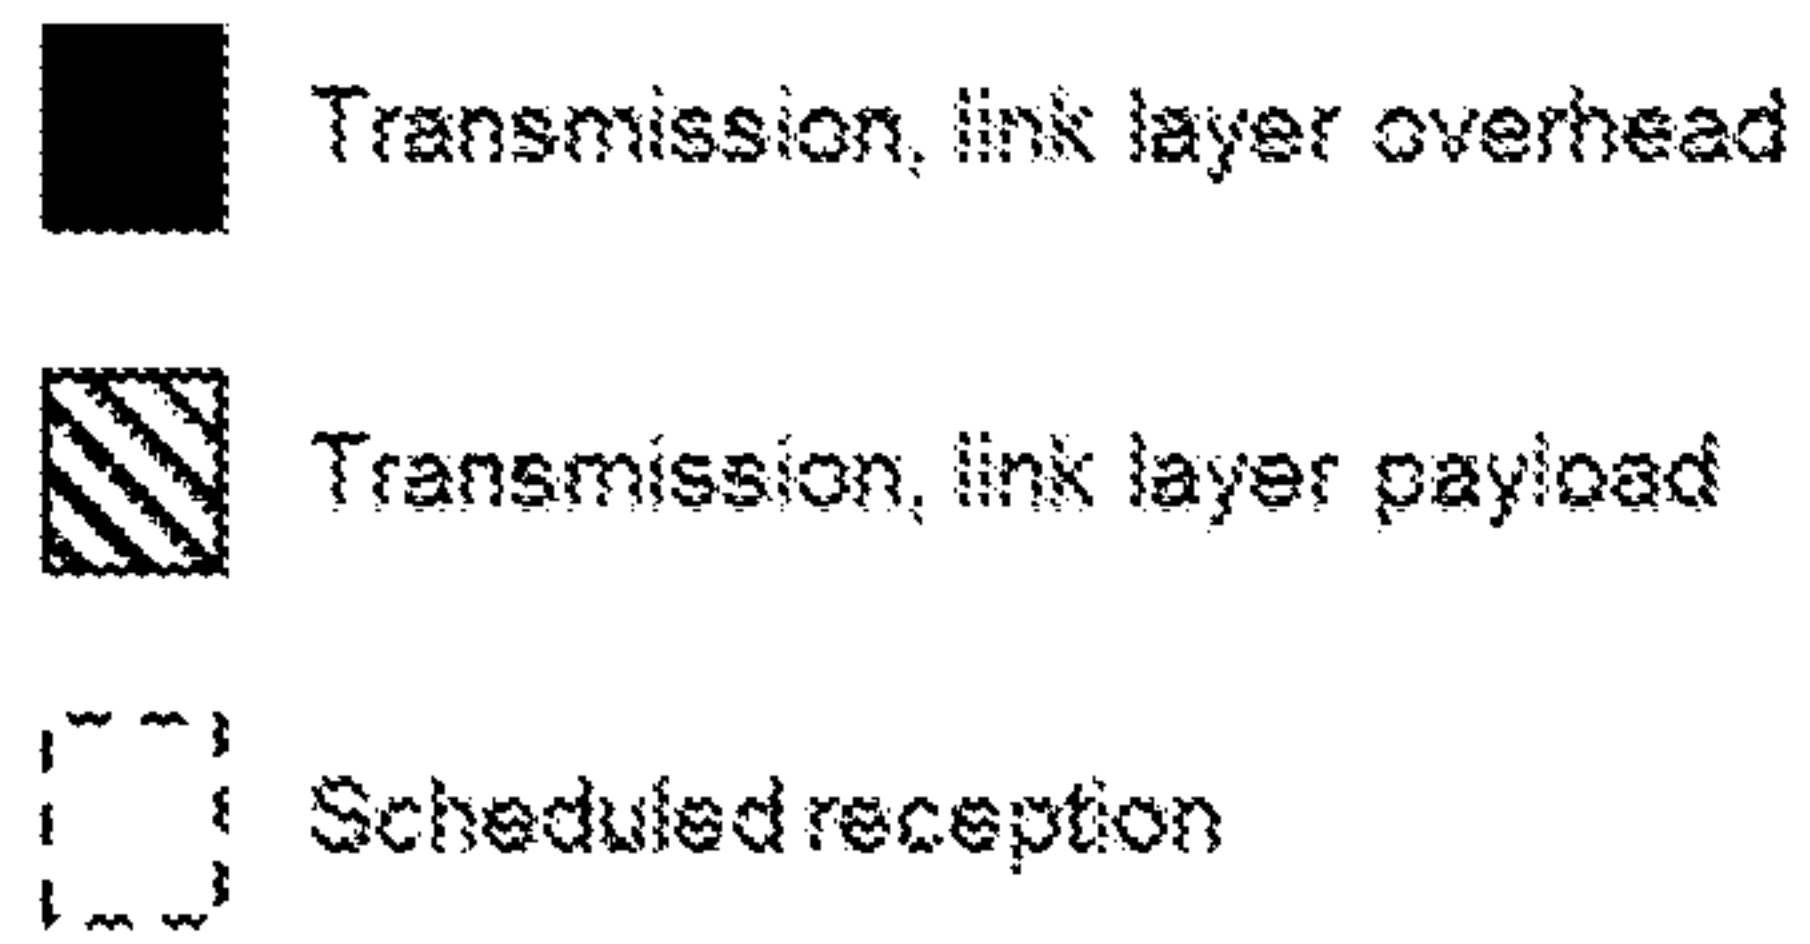 Transmission, link layer overhead
Transmission, link layer payload
Scheduled reception